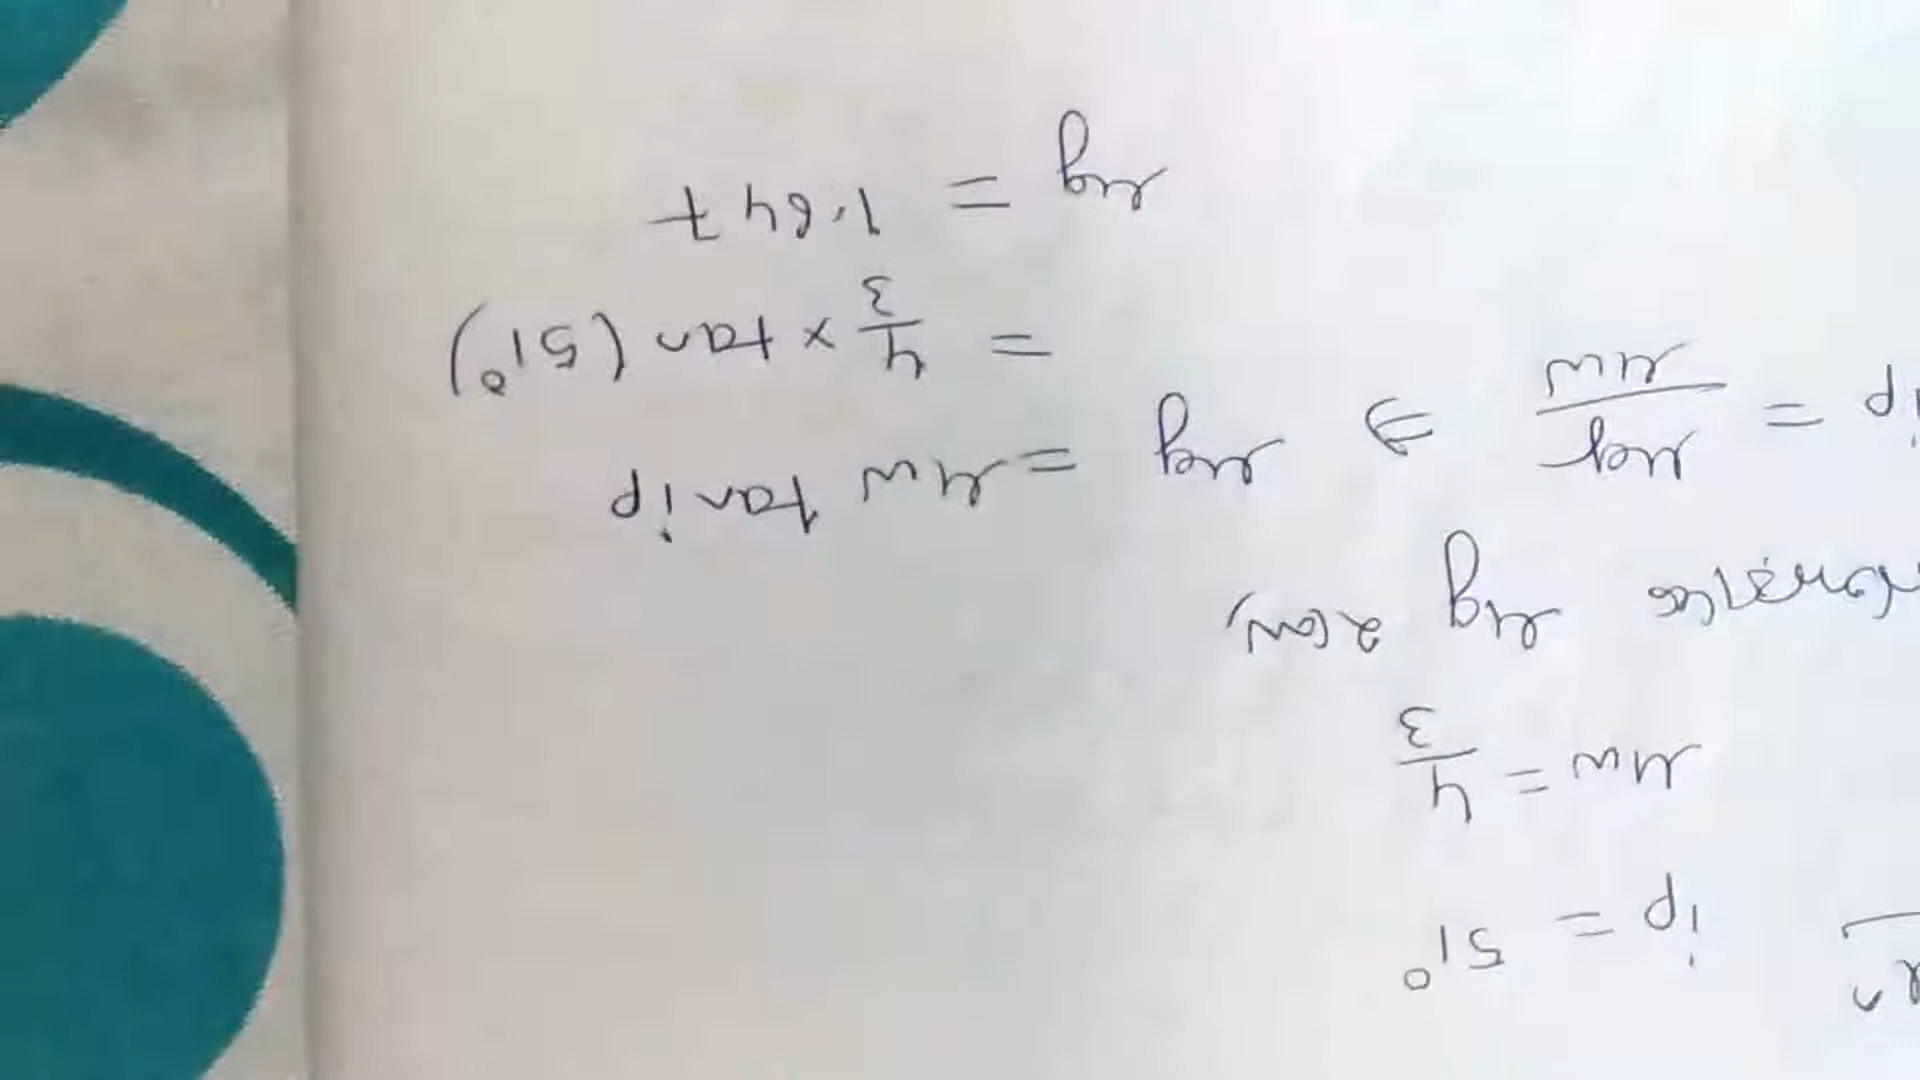 ip = 51°
μw = 4/3
μg
ip = μg/μw ⇒ μg = μw tan ip
= 4/3 × tan (51°)
μg = 1.647